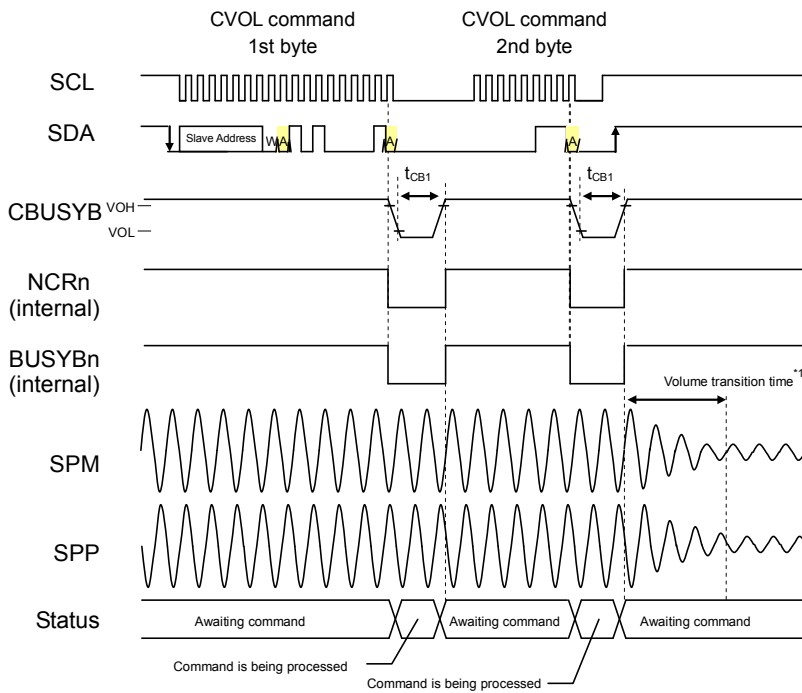 CVOL command
1st byte
CVOL command
2nd byte
SCL
SDA
Slave Address
W
A
A
A
tCB1
tCB1
CBUSYB
VOH
VOL
NCRn
(internal)
BUSYBn
(internal)
Volume transition time*1
SPM
SPP
Status
Awaiting command
Awaiting command
Awaiting command
Command is being processed
Command is being processed